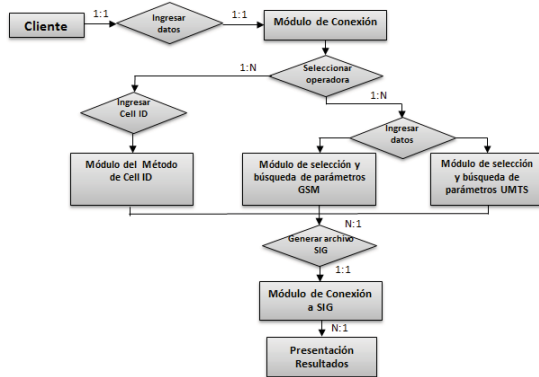 Cliente
1:1
Ingresar
datos
1:1
Módulo de Conexión
Seleccionar
operadora
1:N
1:N
Ingresar
Cell ID
Ingresar
datos
Módulo del Método
de Cell ID
Módulo de selección y
búsqueda de parámetros
GSM
Módulo de selección
y búsqueda de
parámetros UMTS
N:1
Generar archivo
SIG
1:1
Módulo de Conexión
a SIG
N:1
Presentación
Resultados